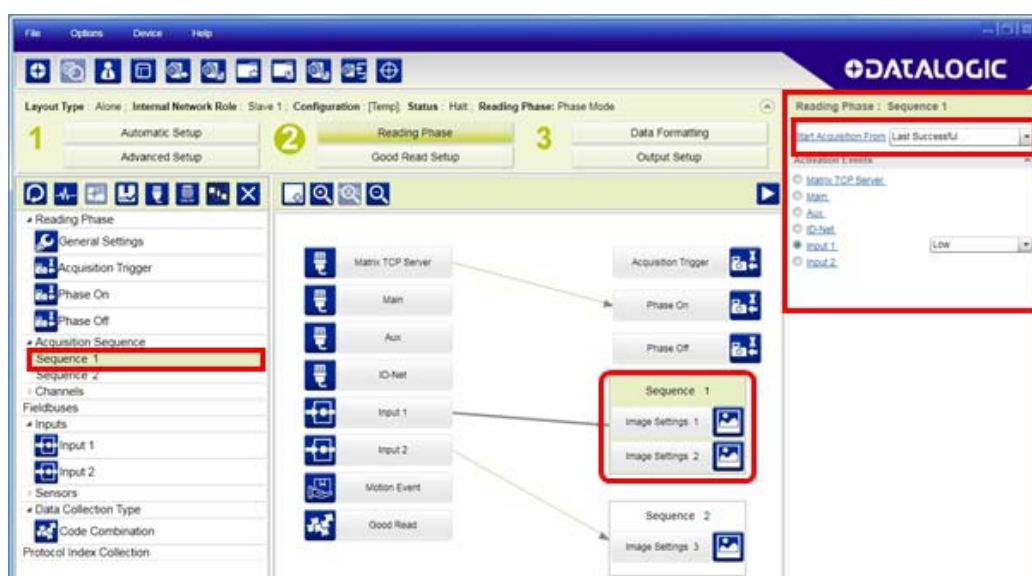 File Options Device Help
DATALOGIC
Layout Type : Alone ; Internal Network Role : Slave 1 ; Configuration : [Temp]; Status : Halt ; Reading Phase: Phase Mode
1 Automatic Setup
Advanced Setup
2 Reading Phase
Good Read Setup
3 Data Formatting
Output Setup
Reading Phase
General Settings
Acquisition Trigger
Phase On
Phase Off
Acquisition Sequence
Sequence 1
Sequence 2
Channels
Fieldbuses
Inputs
Input 1
Input 2
Sensors
Data Collection Type
Code Combination
Protocol Index Collection
Matrix TCP Server
Main
Aux
ID-Net
Input 1
Input 2
Motion Event
Good Read
Acquisition Trigger
Phase On
Phase Off
Sequence 1
Image Settings 1
Image Settings 2
Sequence 2
Image Settings 3
Reading Phase : Sequence 1
Start Acquisition From Last Successful
Activation Events
Matrix TCP Server
Main
Aux
ID-Net
Input 1 Low
Input 2